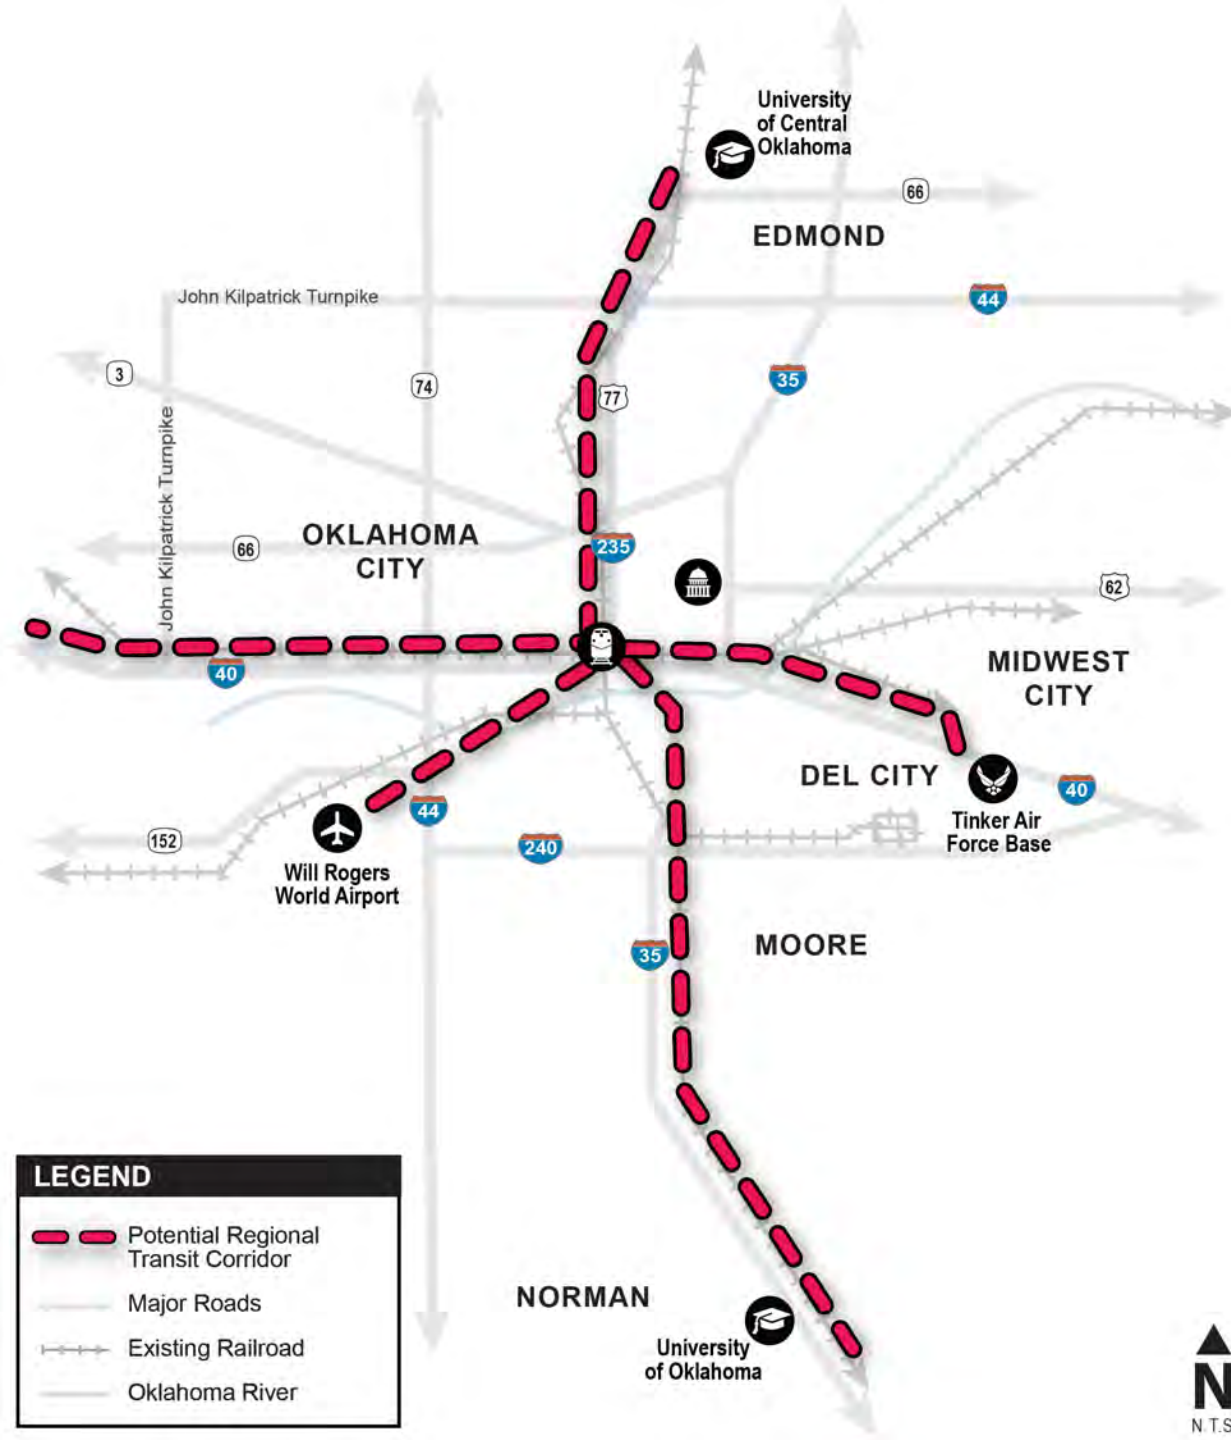 University
of Central
Oklahoma
66
EDMOND
John Kilpatrick Turnpike
44
3
74
77
35
John Kilpatrick Turnpike
OKLAHOMA
CITY
66
235
62
40
MIDWEST
CITY
DEL CITY
40
44
152
240
Tinker Air
Force Base
Will Rogers
World Airport
MOORE
35
LEGEND
Potential Regional
Transit Corridor
Major Roads
Existing Railroad
Oklahoma River
NORMAN
University
of Oklahoma
N
N.T.S